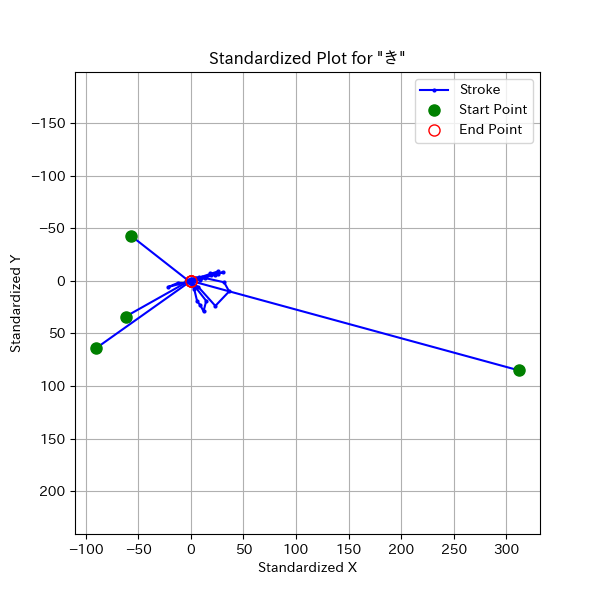 Standardized Plot for "き"
Stroke
Start Point
End Point
Standardized Y
−150
−100
−50
0
50
100
150
200
−100 −50 0 50 100 150 200 250 300
Standardized X